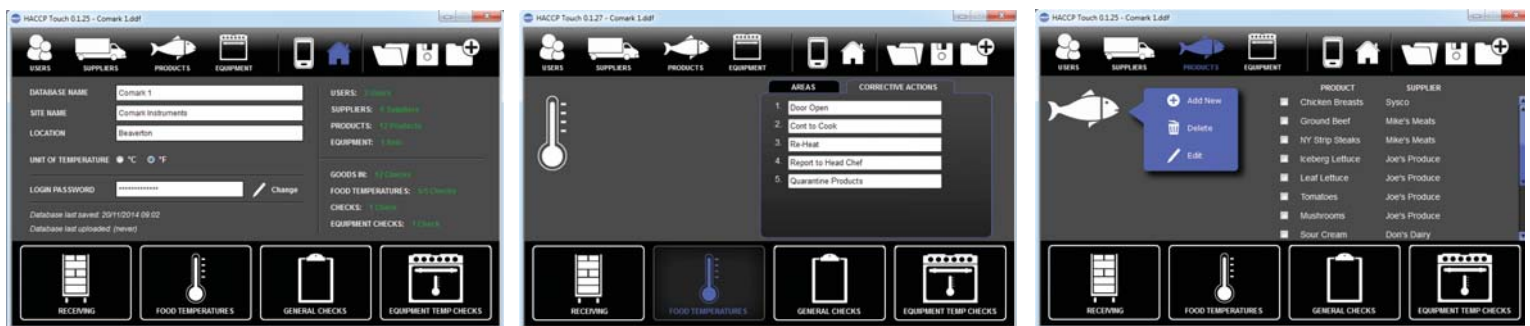 HACCP Touch 0.1.25 - Comark 1.ddf
USERS SUPPLIERS PRODUCTS EQUIPMENT
DATABASE NAME Comark 1
SITE NAME Comark Instruments
LOCATION Beaverton
UNIT OF TEMPERATURE °C °F
LOGIN PASSWORD ************* Change
Database last saved: 20/11/2014 09:02
Database last uploaded: (never)
USERS:
SUPPLIERS:
PRODUCTS: 12 Products
EQUIPMENT:
GOODS IN:
FOOD TEMPERATURES:
CHECKS: 1 Check
EQUIPMENT CHECKS: 1 Check
RECEIVING FOOD TEMPERATURES GENERAL CHECKS EQUIPMENT TEMP CHECKS
HACCP Touch 0.1.27 - Comark 1.ddf
USERS SUPPLIERS PRODUCTS EQUIPMENT
AREAS CORRECTIVE ACTIONS
1. Door Open
2. Cont to Cook
3. Re-Heat
4. Report to Head Chef
5. Quarantine Products
RECEIVING FOOD TEMPERATURES GENERAL CHECKS EQUIPMENT TEMP CHECKS
HACCP Touch 0.1.25 - Comark 1.ddf
USERS SUPPLIERS PRODUCTS EQUIPMENT
Add New
Delete
Edit
PRODUCT SUPPLIER
Chicken Breasts Sysco
Ground Beef Mike's Meats
NY Strip Steaks Mike's Meats
Iceberg Lettuce Joe's Produce
Leaf Lettuce Joe's Produce
Tomatoes Joe's Produce
Mushrooms Joe's Produce
Sour Cream Don's Dairy
RECEIVING FOOD TEMPERATURES GENERAL CHECKS EQUIPMENT TEMP CHECKS